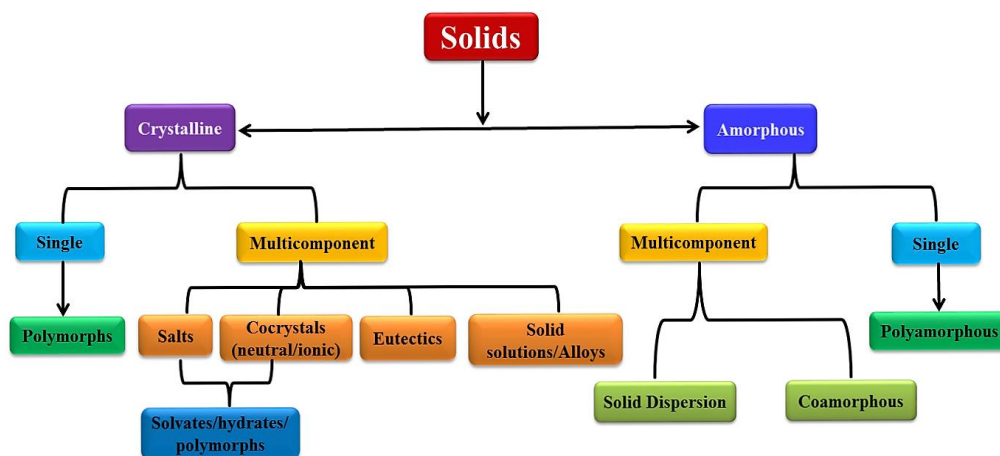 Solids
Crystalline
Amorphous
Single
Multicomponent
Multicomponent
Single
Polymorphs
Salts
Cocrystals
(neutral/ionic)
Eutectics
Solid
solutions/Alloys
Polyamorphous
Solid Dispersion
Coamorphous
Solvates/hydrates/
polymorphs